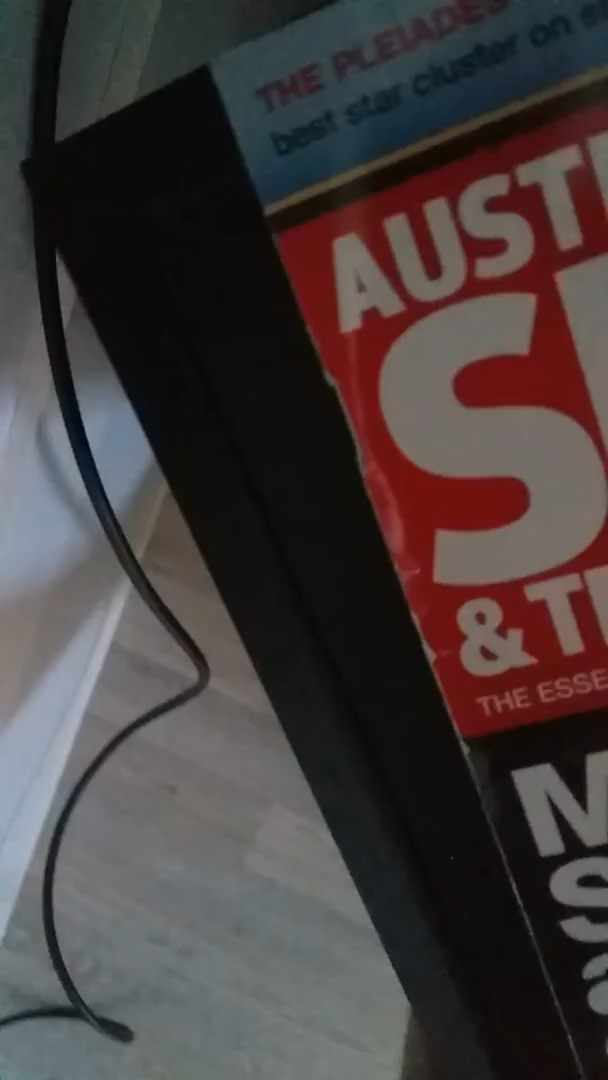 THE PLEIADES
best star cluster on
AUST
S
& T
THE ESSE
M
S